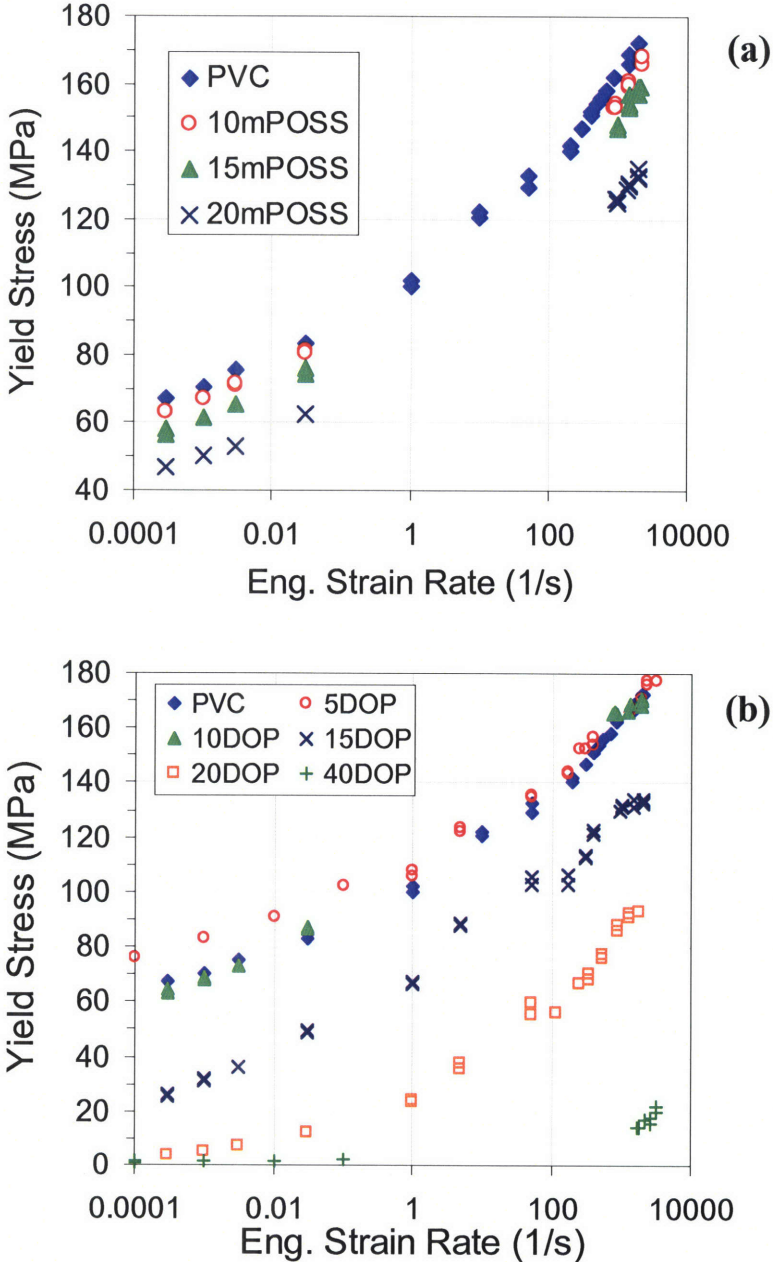 (a)
180
160
140
120
100
80
60
40
Yield Stress (MPa)
PVC
10mPOSS
15mPOSS
20mPOSS
0.0001 0.01 1 100 10000
Eng. Strain Rate (1/s)
(b)
180
160
140
120
100
80
60
40
20
0
Yield Stress (MPa)
PVC 5DOP
10DOP 15DOP
20DOP 40DOP
0.0001 0.01 1 100 10000
Eng. Strain Rate (1/s)